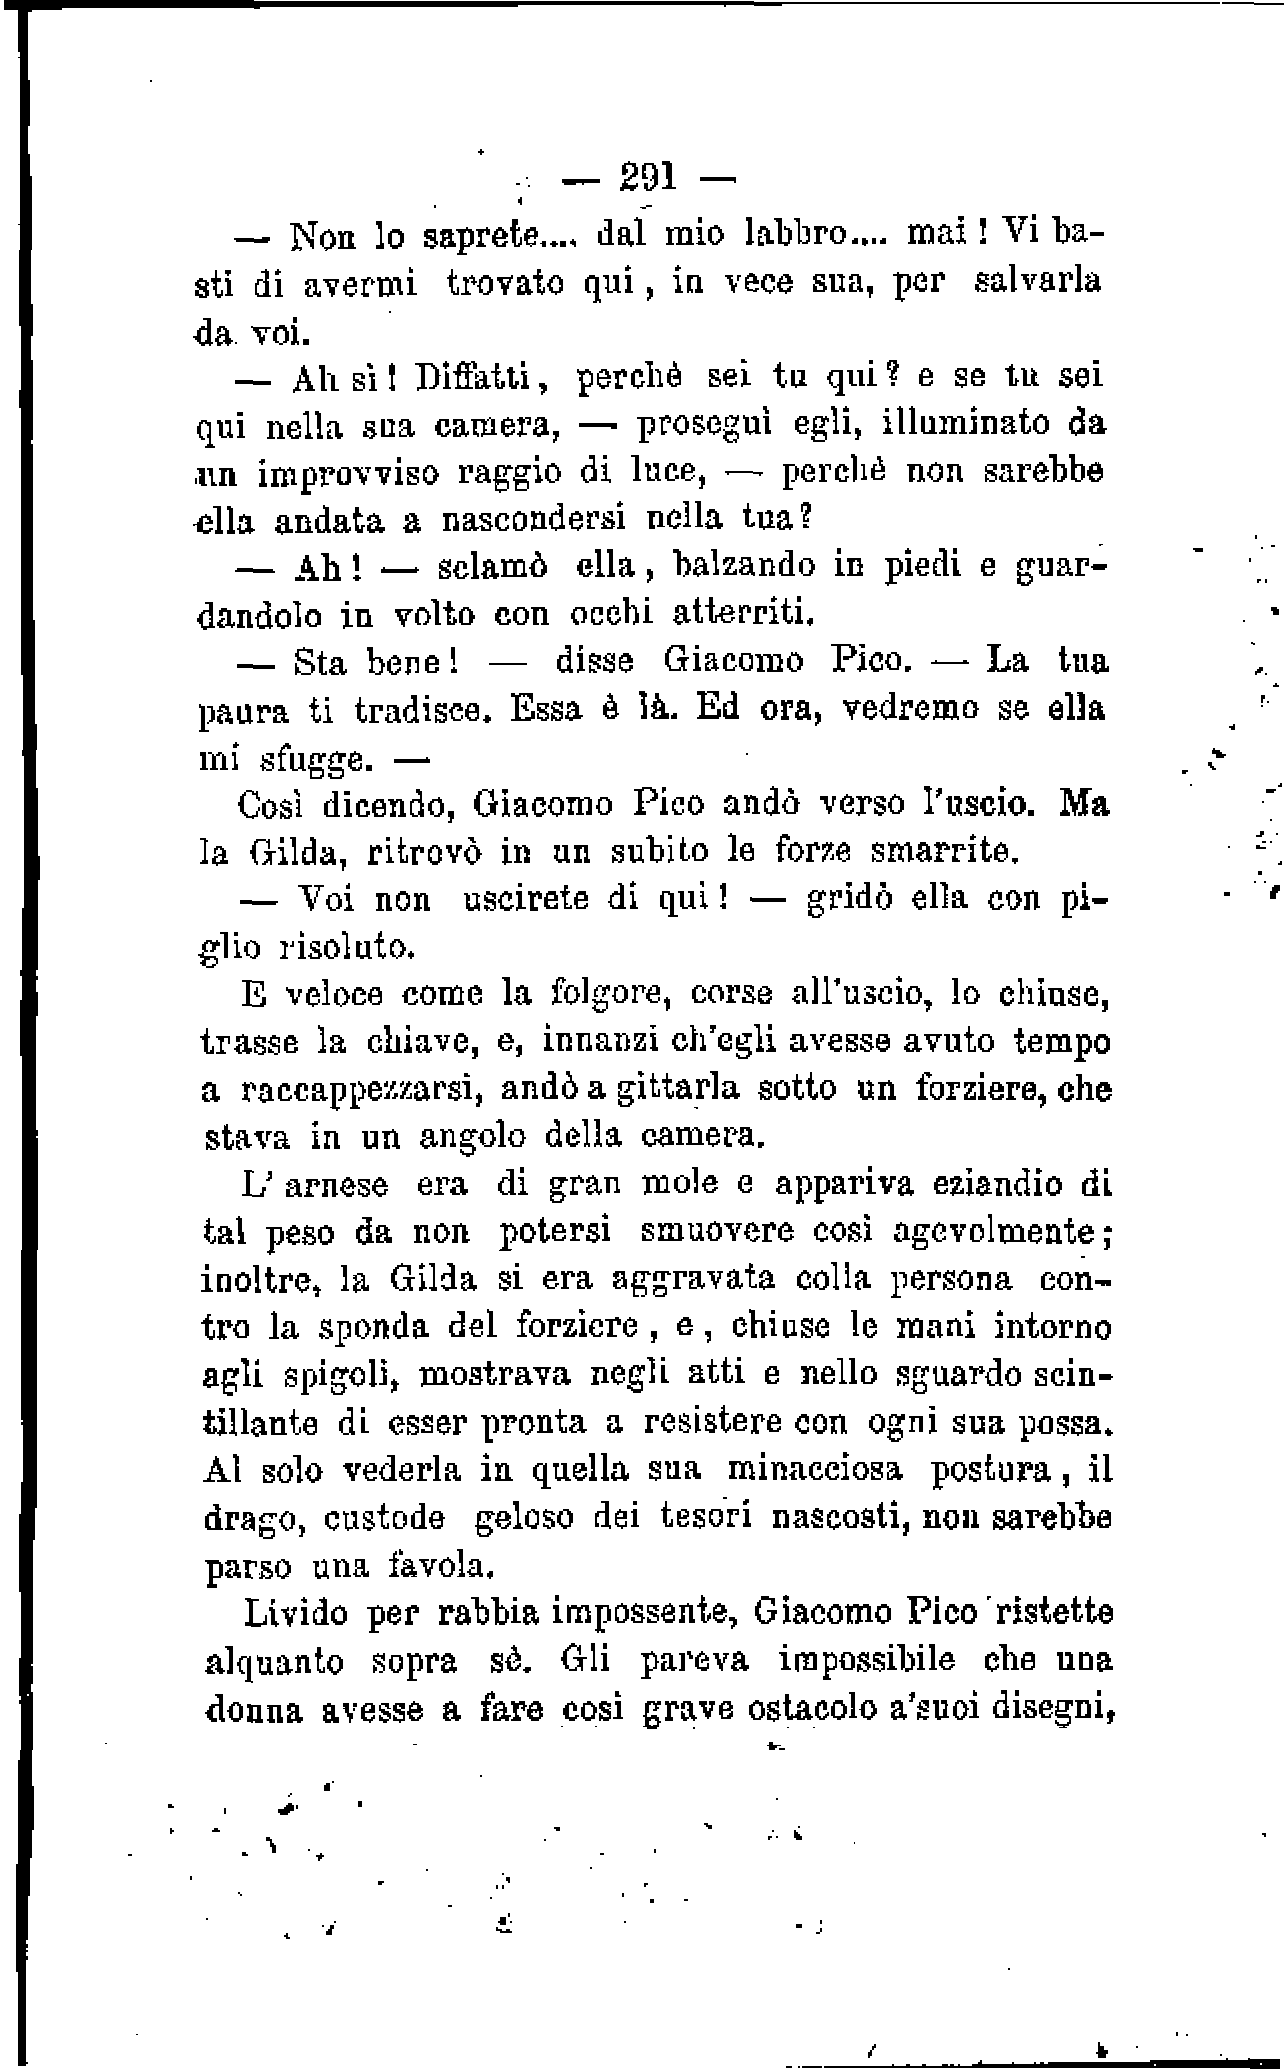 — 291 —
— Non lo saprete.... dal mio labbro.... mai! Vi ba-
sti di avermi trovato qui, in vece sua, per salvarla
da voi.
— Ah sì! Diffatti, perchè sei tu qui? e se tu sei
qui nella sua camera, — proseguì egli, illuminato da
un improvviso raggio di luce, — perchè non sarebbe
ella andata a nascondersi nella tua?
— Ah! — sclamò ella, balzando in piedi e guar-
dandolo in volto con occhi atterriti.
— Sta bene! — disse Giacomo Pico. — La tua
paura ti tradisce. Essa è là. Ed ora, vedremo se ella
mi sfugge. —
Così dicendo, Giacomo Pico andò verso l'uscio. Ma
la Gilda, ritrovò in un subito le forze smarrite.
— Voi non uscirete di qui! — gridò ella con pi-
glio risoluto.
E veloce come la folgore, corse all'uscio, lo chiuse,
trasse la chiave, e, innanzi ch'egli avesse avuto tempo
a raccappezzarsi, andò a gittarla sotto un forziere, che
stava in un angolo della camera.
L'arnese era di gran mole e appariva eziandio di
tal peso da non potersi smuovere così agevolmente;
inoltre, la Gilda si era aggravata colla persona con-
tro la sponda del forziere, e, chiuse le mani intorno
agli spigoli, mostrava negli atti e nello sguardo scin-
tillante di esser pronta a resistere con ogni sua possa.
Al solo vederla in quella sua minacciosa postura, il
drago, custode geloso dei tesori nascosti, non sarebbe
parso una favola.
Livido per rabbia impossente, Giacomo Pico ristette
alquanto sopra sè. Gli pareva impossibile che una
donna avesse a fare così grave ostacolo a'suoi disegni,